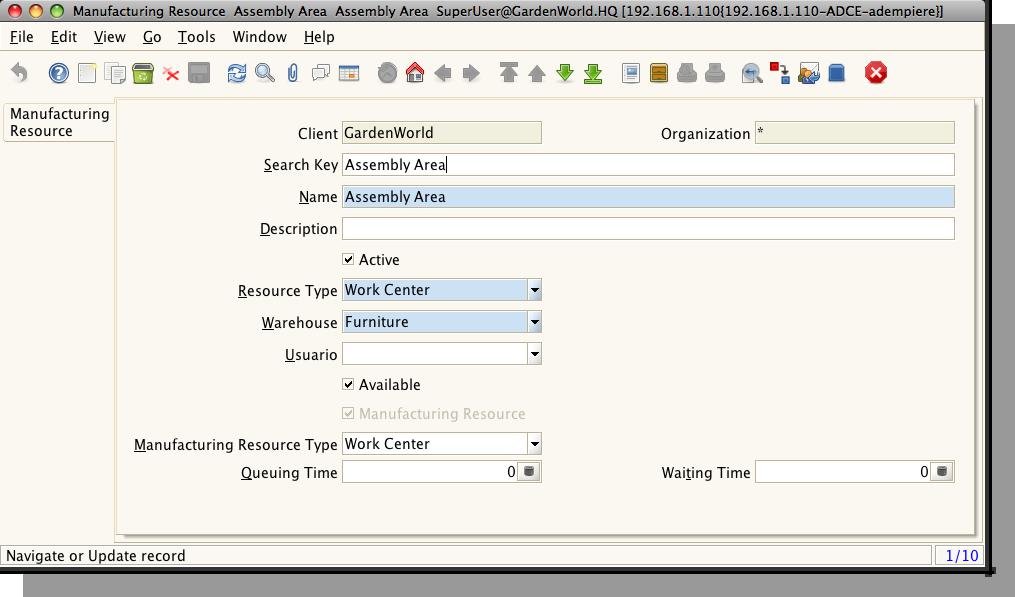 Manufacturing Resource  Assembly Area  Assembly Area  SuperUser@GardenWorld.HQ [192.168.1.110{192.168.1.110-ADCE-adempiere}]
File Edit View Go Tools Window Help
Manufacturing
Resource
Client GardenWorld Organization *
Search Key Assembly Area
Name Assembly Area
Description
Active
Resource Type Work Center
Warehouse Furniture
Usuario
Available
Manufacturing Resource
Manufacturing Resource Type Work Center
Queuing Time 0 Waiting Time 0
Navigate or Update record 1/10